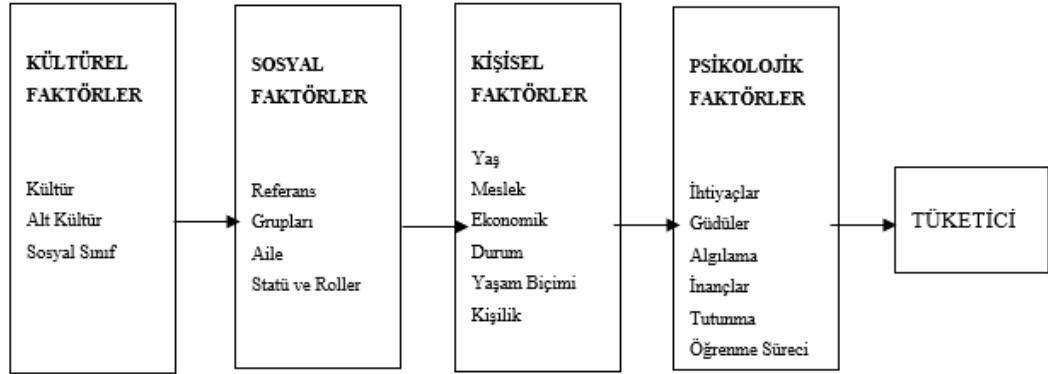 KÜLTÜREL
FAKTÖRLER
Kültür
Alt Kültür
Sosyal Sınıf
SOSYAL
FAKTÖRLER
Referans
Grupları
Aile
Statü ve Roller
KİŞİSEL
FAKTÖRLER
Yaş
Meslek
Ekonomik
Durum
Yaşam Biçimi
Kişilik
PSİKOLOJİK
FAKTÖRLER
İhtiyaçlar
Güdüler
Algılama
İnançlar
Tutunma
Öğrenme Süreci
TÜKETİCİ